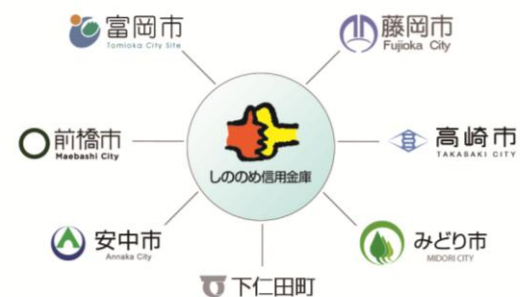 富岡市
Tomioka City Site
藤岡市
Fujioka City
前橋市
Maebashi City
しののめ信用金庫
高崎市
TAKASAKI CITY
安中市
Annaka City
みどり市
MIDORI CITY
下仁田町